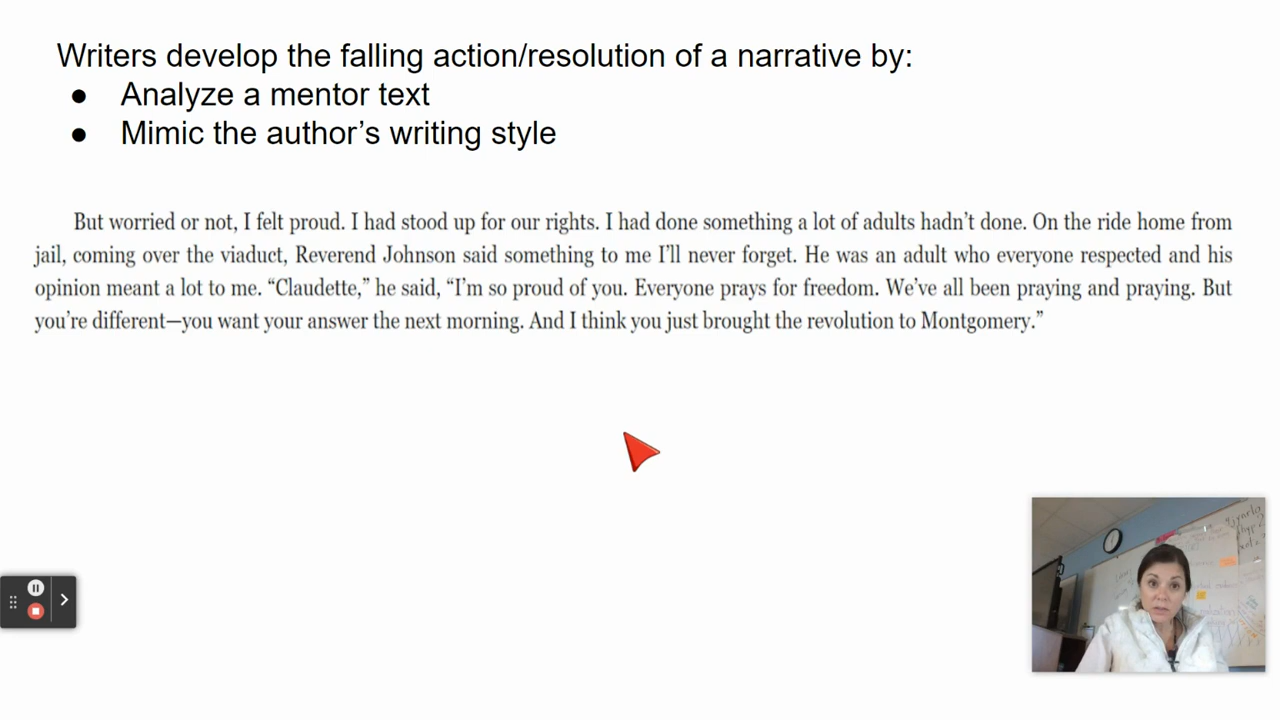 Writers develop the falling action/resolution of a narrative by:
● Analyze a mentor text
● Mimic the author’s writing style
But worried or not, I felt proud. I had stood up for our rights. I had done something a lot of adults hadn’t done. On the ride home from
jail, coming over the viaduct, Reverend Johnson said something to me I’ll never forget. He was an adult who everyone respected and his
opinion meant a lot to me. “Claudette,” he said, “I’m so proud of you. Everyone prays for freedom. We’ve all been praying and praying. But
you’re different—you want your answer the next morning. And I think you just brought the revolution to Montgomery.”